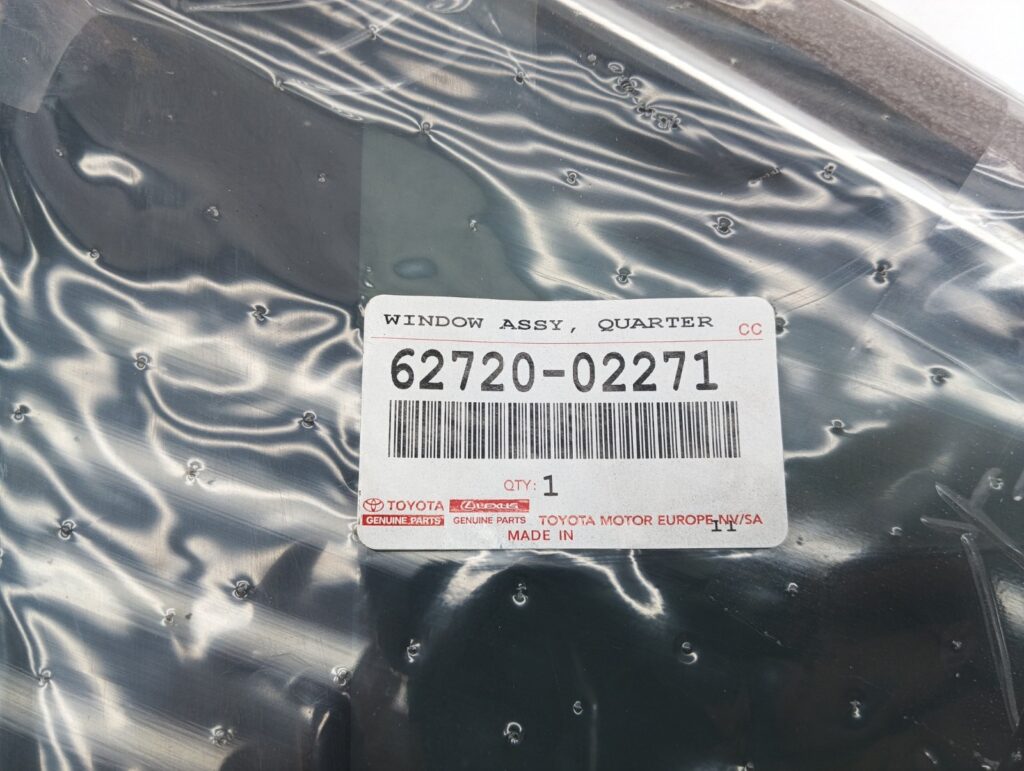 WINDOW ASSY, QUARTER
CC
62720-02271
QTY: 1
TOYOTA LEXUS
GENUINE PARTS GENUINE PARTS TOYOTA MOTOR EUROPE NV/SA
MADE IN